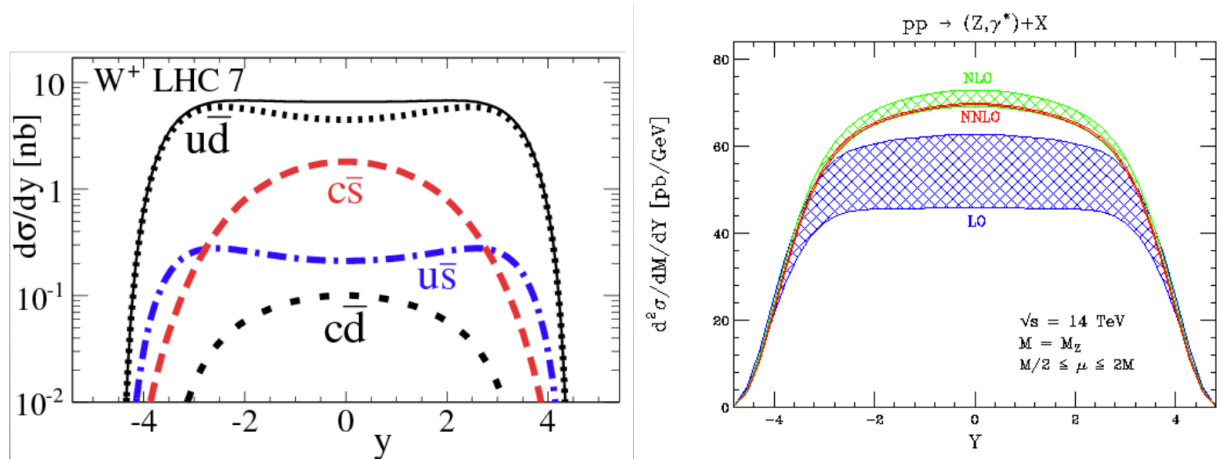 W⁺ LHC 7
dσ/dy [nb]
10
1
10⁻¹
10⁻²
ud̅
cs̅
us̅
cd̅
-4 -2 0 2 4
y
pp → (Z,γ*)+X
d²σ/dM/dY [pb/GeV]
80
60
40
20
0
NLO
NNLO
LO
√s = 14 TeV
M = M_Z
M/2 ≤ μ ≤ 2M
-4 -2 0 2 4
Y